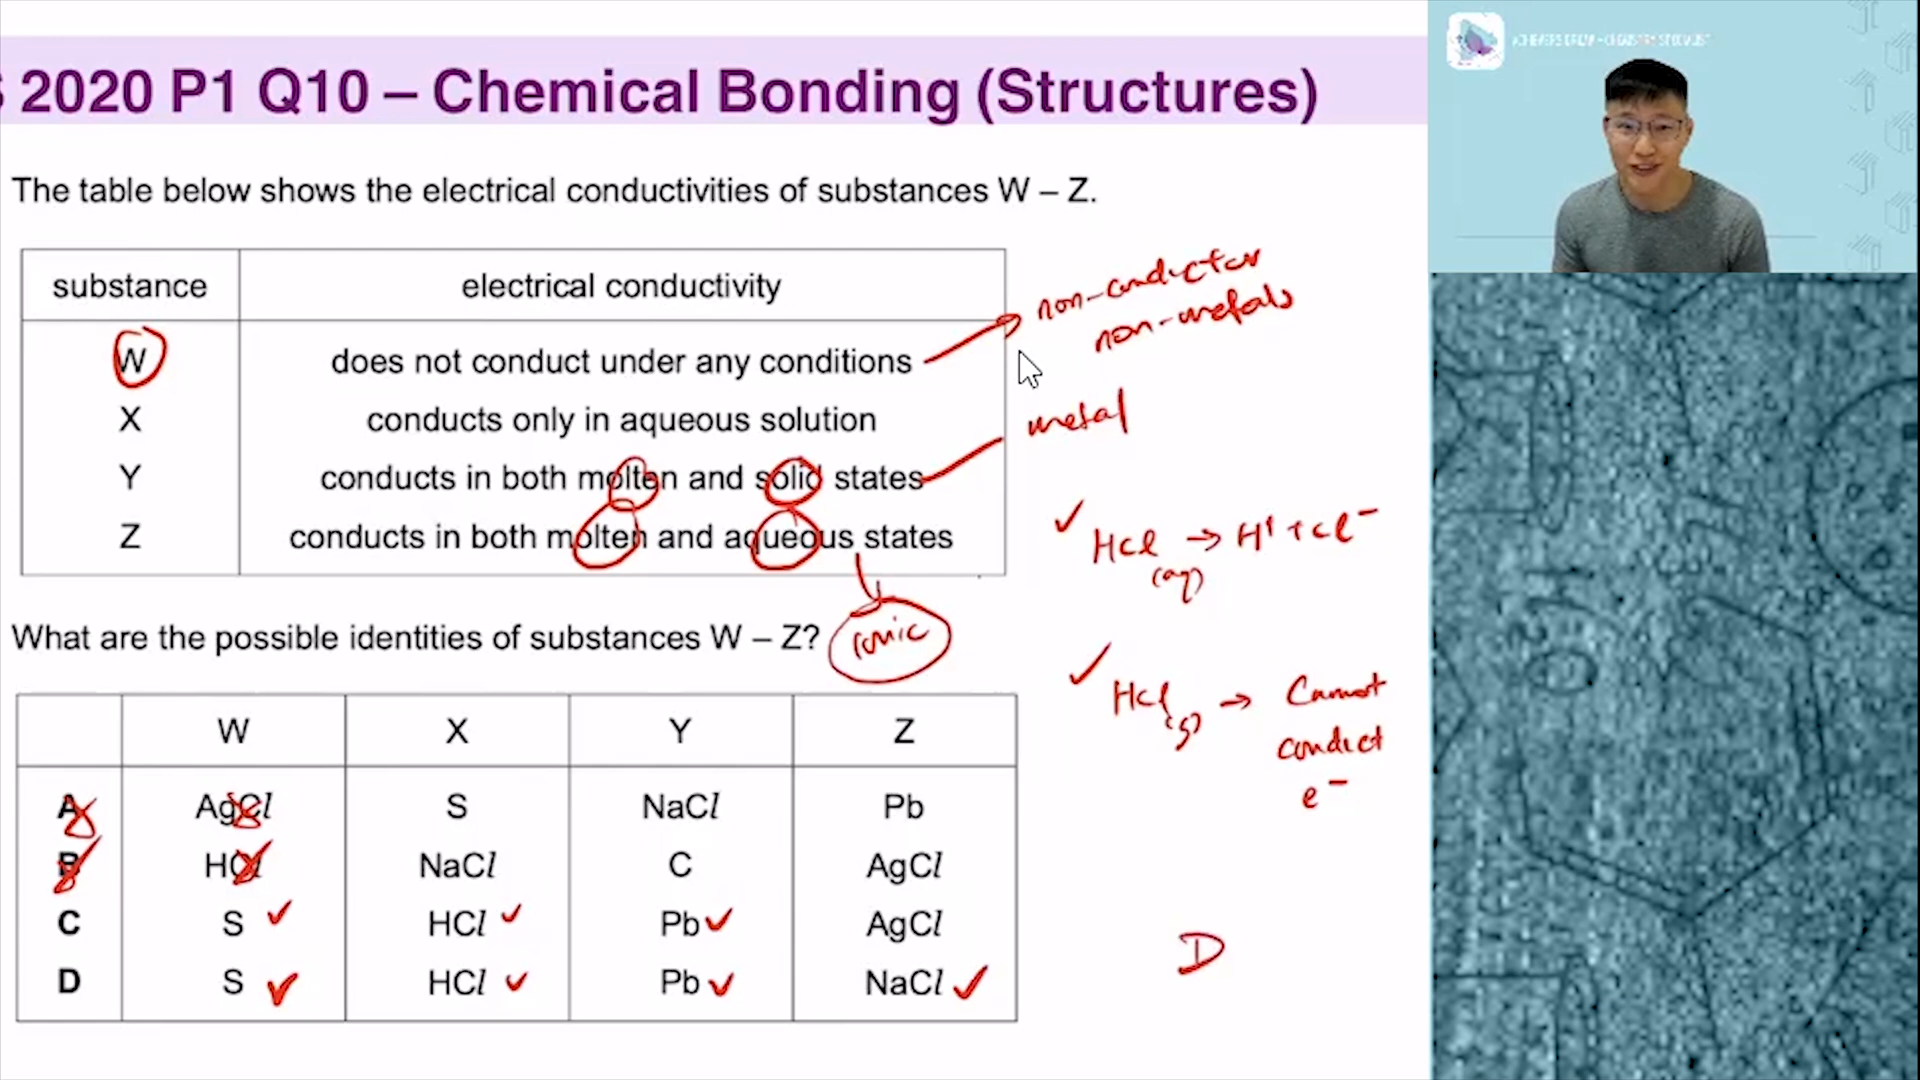 2020 P1 Q10 – Chemical Bonding (Structures)
The table below shows the electrical conductivities of substances W – Z.
substance electrical conductivity
W does not conduct under any conditions
X conducts only in aqueous solution
Y conducts in both molten and solid states
Z conducts in both molten and aqueous states
non-conductor
non-metals
metal
HCl → H+ + Cl−
(aq)
What are the possible identities of substances W – Z?
ionic
HCl(g) → Cannot
conduct
e−
W X Y Z
A AgCl S NaCl Pb
B HCl NaCl C AgCl
C S HCl Pb AgCl
D S HCl Pb NaCl
D